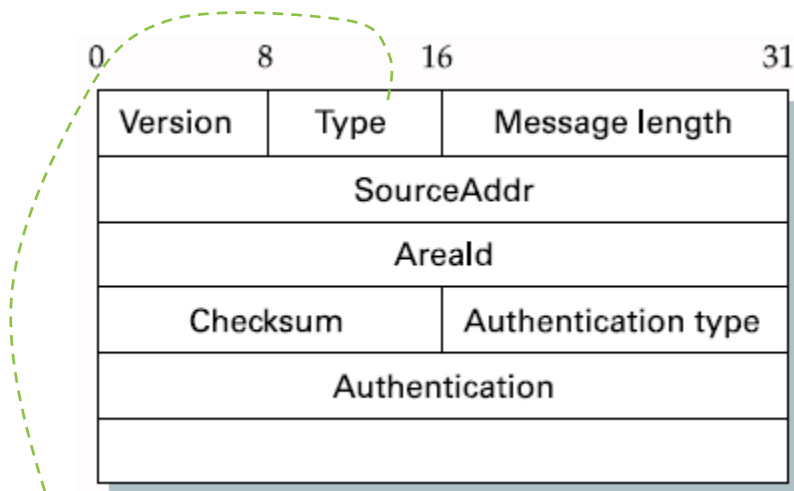 0 8 16 31
Version Type Message length
SourceAddr
AreaId
Checksum Authentication type
Authentication